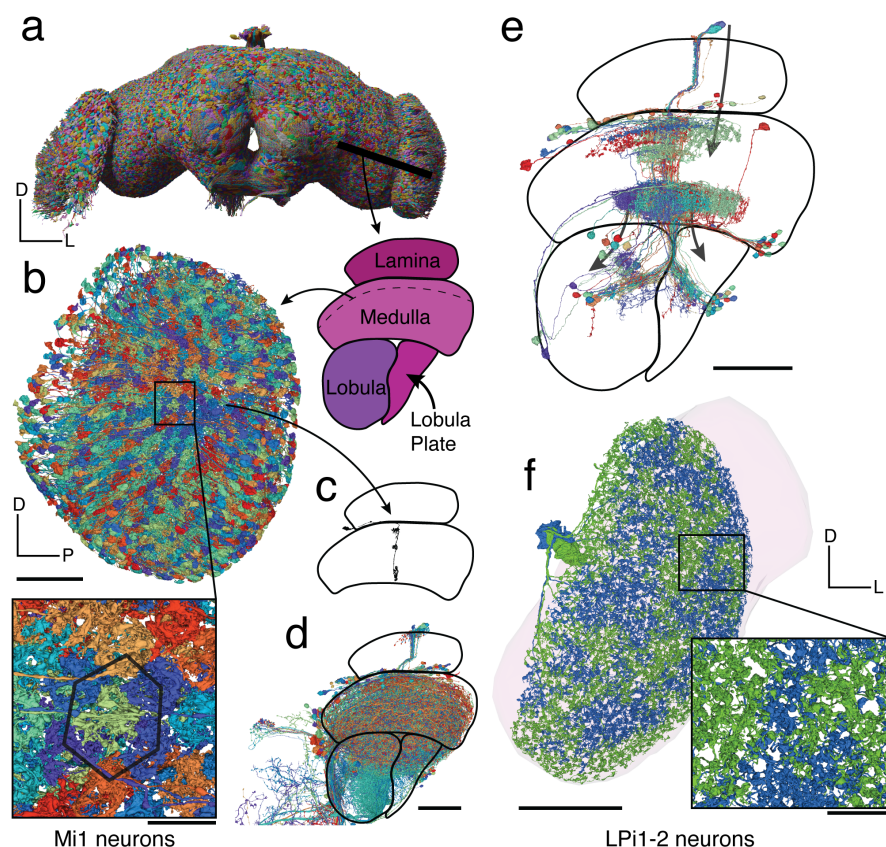 a
D
L
b
Lamina
Medulla
Lobula
Lobula
Plate
D
P
c
d
Mi1 neurons
e
f
D
L
LPi1-2 neurons